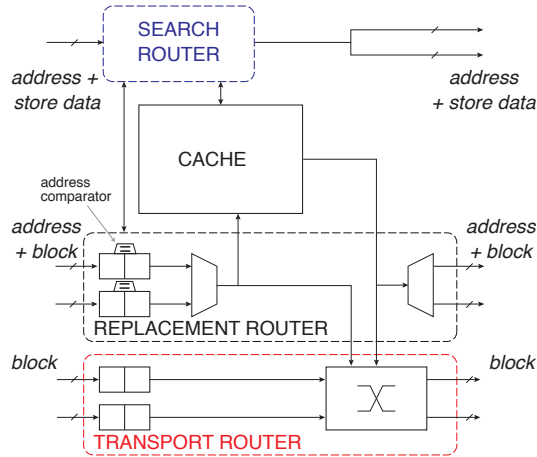 SEARCH
ROUTER
address +
store data
address
+ store data
CACHE
address
comparator
address
+ block
address
+ block
REPLACEMENT ROUTER
block
block
TRANSPORT ROUTER